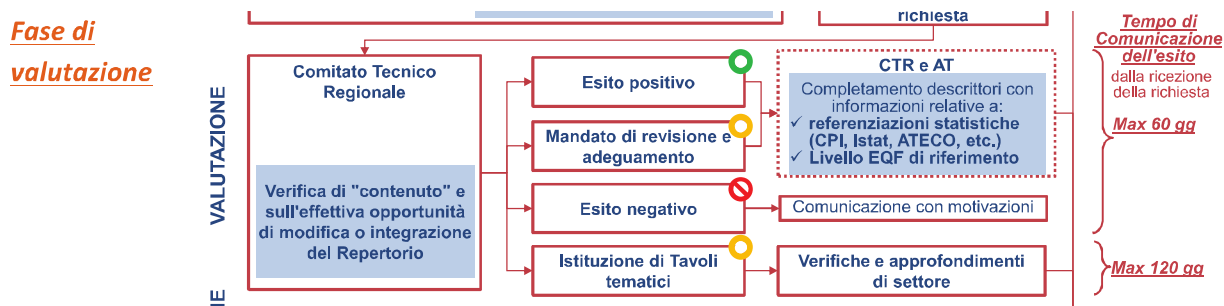 Fase di
valutazione
VALUTAZIONE
richiesta
Comitato Tecnico
Regionale
Verifica di "contenuto" e
sull'effettiva opportunità
di modifica o integrazione
del Repertorio
Esito positivo
Mandato di revisione e
adeguamento
Esito negativo
Istituzione di Tavoli
tematici
CTR e AT
Completamento descrittori con
informazioni relative a:
✓ referenziazioni statistiche
(CPI, Istat, ATECO, etc.)
✓ Livello EQF di riferimento
Comunicazione con motivazioni
Verifiche e approfondimenti
di settore
Tempo di
Comunicazione
dell'esito
dalla ricezione
della richiesta
Max 60 gg
Max 120 gg
NE